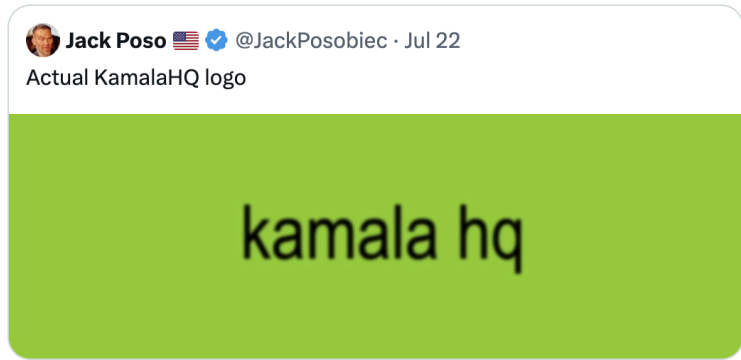 Jack Poso 🇺🇸 @JackPosobiec · Jul 22
Actual KamalaHQ logo
kamala hq